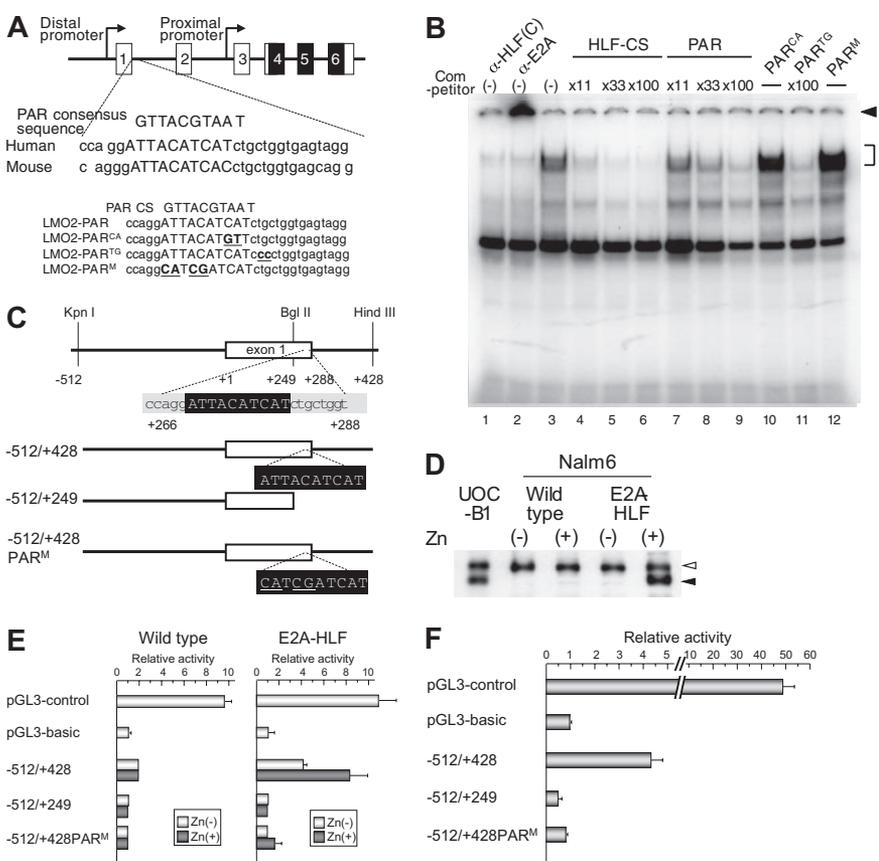 A
Distal promoter
Proximal promoter
1 2 3 4 5 6
PAR consensus sequence GTTACGTAA T
Human cca ggATTACATCATctgctggtgagtagg
Mouse c agggATTACATCACctgctggtgagcag g
PAR CS GTTACGTAA T
LMO2-PAR ccaggATTACATCATctgctggtgagtagg
LMO2-PARCA ccaggATTACATGTTctgctggtgagtagg
LMO2-PARTG ccaggATTACATCATcccctggtgagtagg
LMO2-PARM ccaggCATCGATCATctgctggtgagtagg
B
α-HLF(C) α-E2A HLF-CS PAR PARCA PARTG PARM
Com -petitor (-) (-) (-) x11 x33 x100 x11 x33 x100 — x100 —
1 2 3 4 5 6 7 8 9 10 11 12
C
Kpn I Bgl II Hind III
exon 1
-512 +1 +249 +288 +428
ccaggATTACATCATctgctggt
+266 +288
-512/+428
ATTACATCAT
-512/+249
-512/+428 PARM
CATCGATCAT
D
Nalm6
UOC -B1 Wild type E2A- HLF
Zn (-) (+) (-) (+)
E
Wild type E2A-HLF
Relative activity Relative activity
0 2 4 6 8 10 0 2 4 6 8 10
pGL3-control
pGL3-basic
-512/+428
-512/+249
-512/+428PARM
Zn(-) Zn(-)
Zn(+) Zn(+)
F
Relative activity
0 1 2 3 4 5 10 20 30 40 50 60
pGL3-control
pGL3-basic
-512/+428
-512/+249
-512/+428PARM